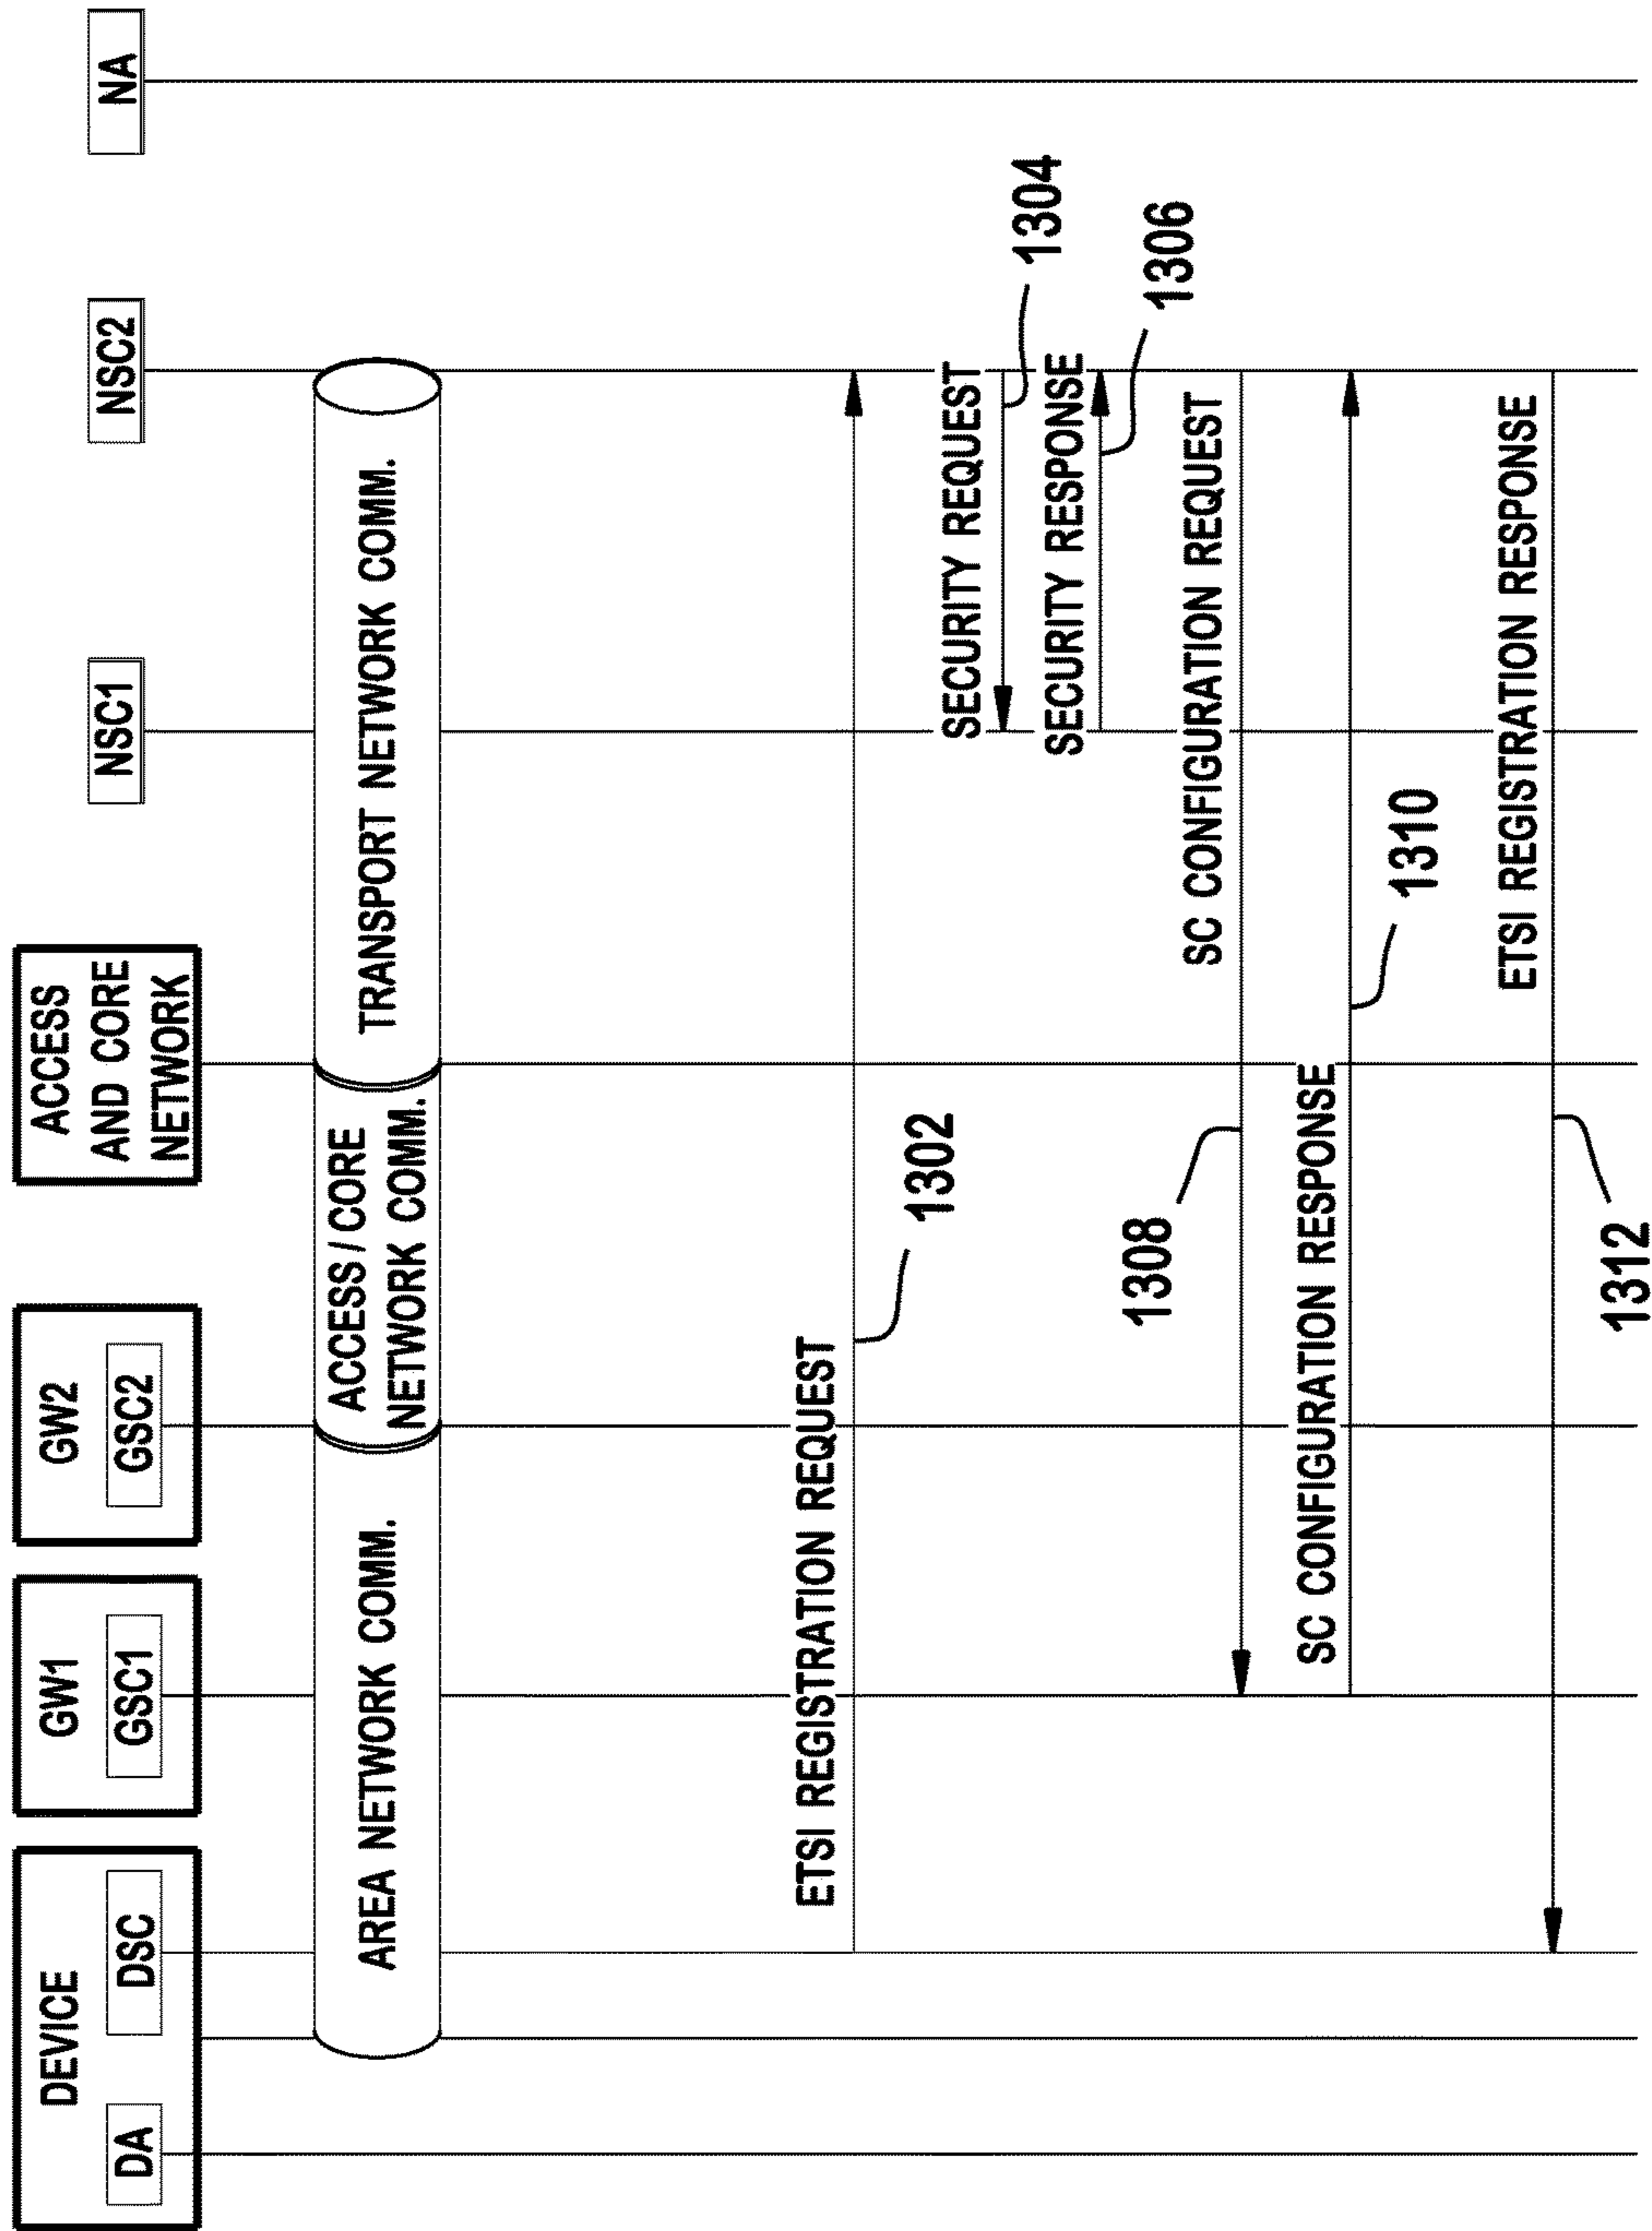 DEVICE
DA
DSC
GW1
GSC1
GW2
GSC2
ACCESS
AND CORE
NETWORK
NSC1
NSC2
NA
AREA NETWORK COMM.
ACCESS / CORE
NETWORK COMM.
TRANSPORT NETWORK COMM.
ETSI REGISTRATION REQUEST
1302
SECURITY REQUEST
1304
SECURITY RESPONSE
1306
SC CONFIGURATION REQUEST
1308
SC CONFIGURATION RESPONSE
1310
ETSI REGISTRATION RESPONSE
1312